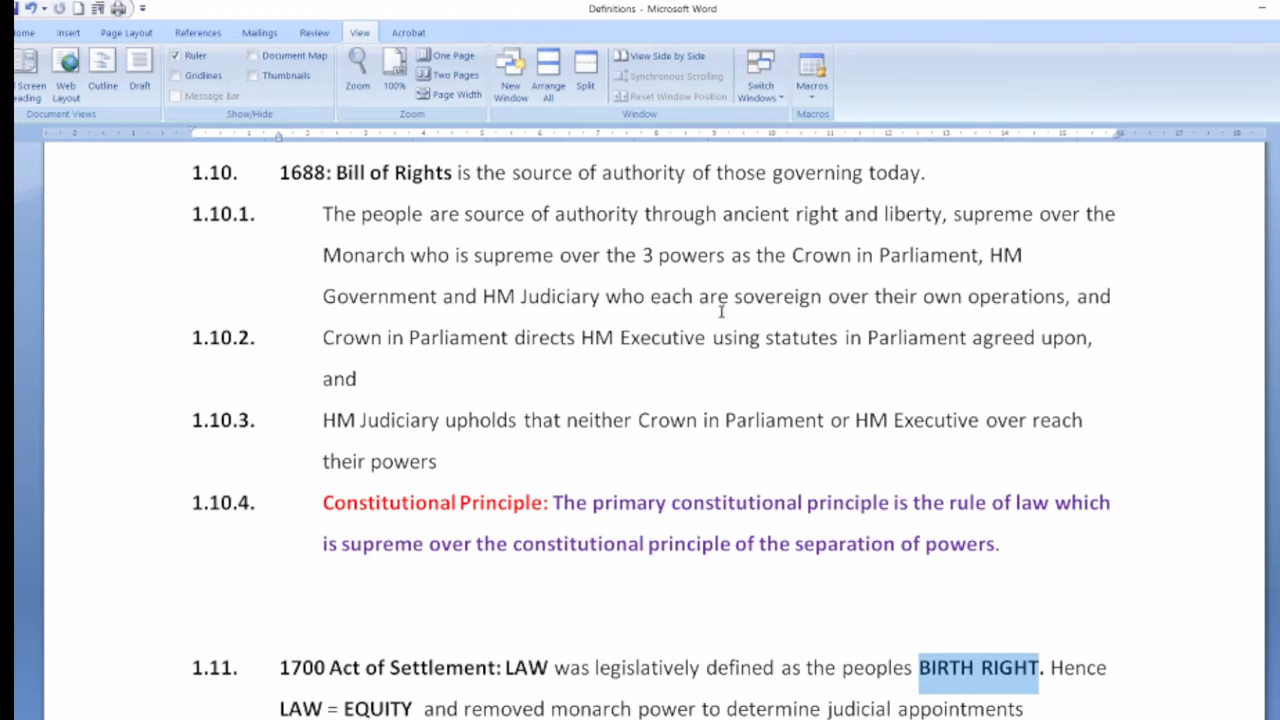 Definitions - Microsoft Word
Insert Page Layout References Mailings Review View Acrobat
Web Layout Outline Draft
Ruler Document Map
Gridlines Thumbnails
Message Bar
Zoom 100% One Page
Two Pages
Page Width
New Window Arrange All Split
View Side by Side
Synchronous Scrolling
Reset Window Position
Switch Windows Macros
Document Views Show/Hide Zoom Window Macros
1.10. 1688: Bill of Rights is the source of authority of those governing today.
1.10.1. The people are source of authority through ancient right and liberty, supreme over the
Monarch who is supreme over the 3 powers as the Crown in Parliament, HM
Government and HM Judiciary who each are sovereign over their own operations, and
1.10.2. Crown in Parliament directs HM Executive using statutes in Parliament agreed upon,
and
1.10.3. HM Judiciary upholds that neither Crown in Parliament or HM Executive over reach
their powers
1.10.4. Constitutional Principle: The primary constitutional principle is the rule of law which
is supreme over the constitutional principle of the separation of powers.
1.11. 1700 Act of Settlement: LAW was legislatively defined as the peoples BIRTH RIGHT. Hence
LAW = EQUITY and removed monarch power to determine judicial appointments